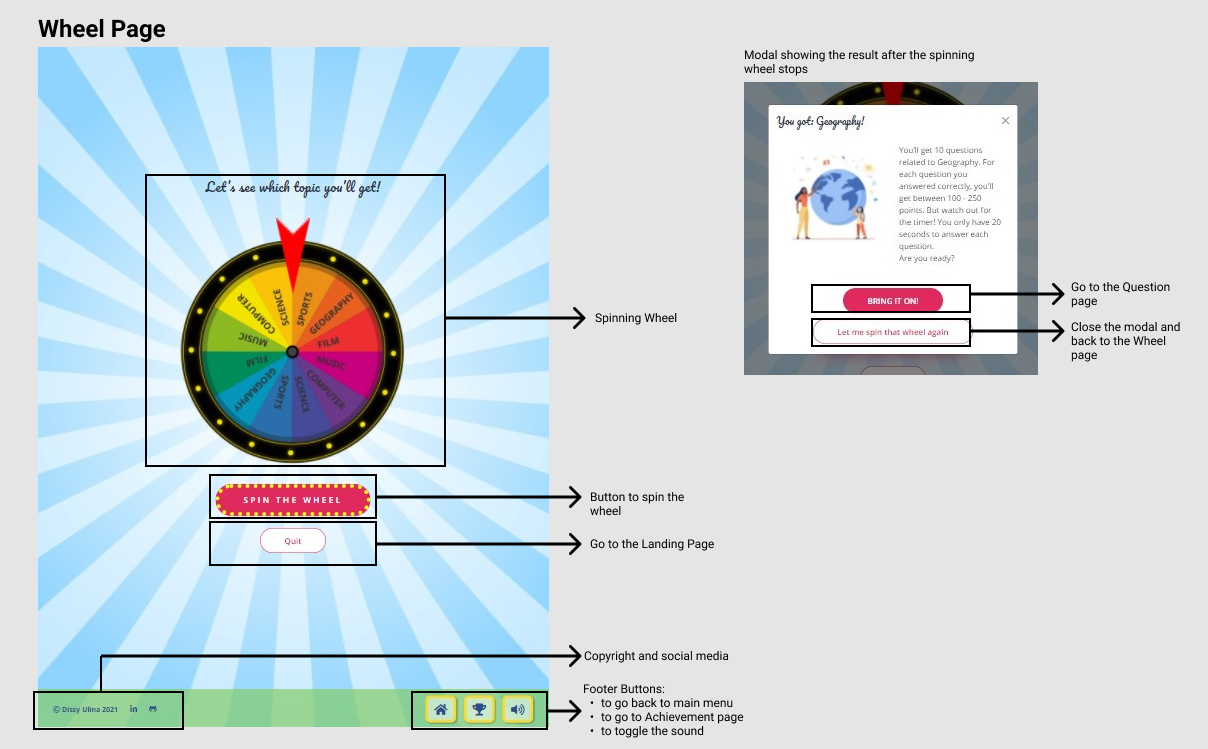 Wheel Page
Let's see which topic you'll get!
SCIENCE
SPORTS
GEOGRAPHY
FILM
MUSIC
COMPUTER
SCIENCE
SPORTS
GEOGRAPHY
FILM
MUSIC
COMPUTER
Spinning Wheel
SPIN THE WHEEL
Button to spin the
wheel
Quit
Go to the Landing Page
Copyright and social media
© Dissy Ulina 2021
in
Footer Buttons:
• to go back to main menu
• to go to Achievement page
• to toggle the sound
Modal showing the result after the spinning
wheel stops
You got: Geography!
You'll get 10 questions
related to Geography. For
each question you
answered correctly, you'll
get between 100 - 250
points. But watch out for
the timer! You only have 20
seconds to answer each
question.
Are you ready?
BRING IT ON!
Go to the Question
page
Let me spin that wheel again
Close the modal and
back to the Wheel
page